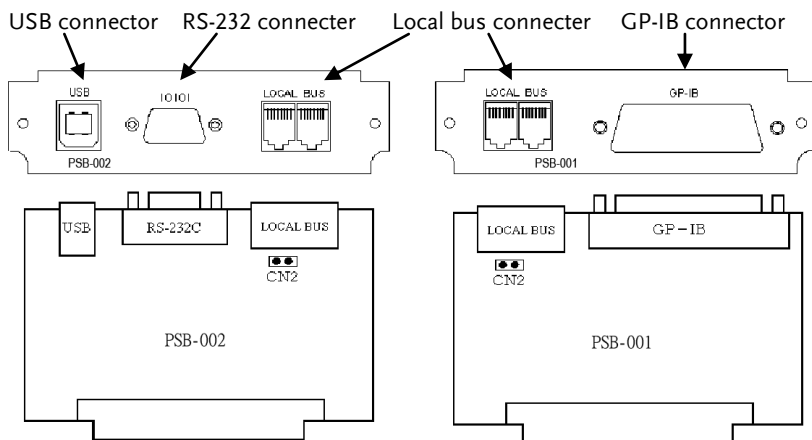 USB connector RS-232 connecter Local bus connecter GP-IB connector
USB IOIOI LOCAL BUS
PSB-002
LOCAL BUS GP-IB
PSB-001
USB RS-232C LOCAL BUS
CN2
PSB-002
LOCAL BUS GP-IB
CN2
PSB-001